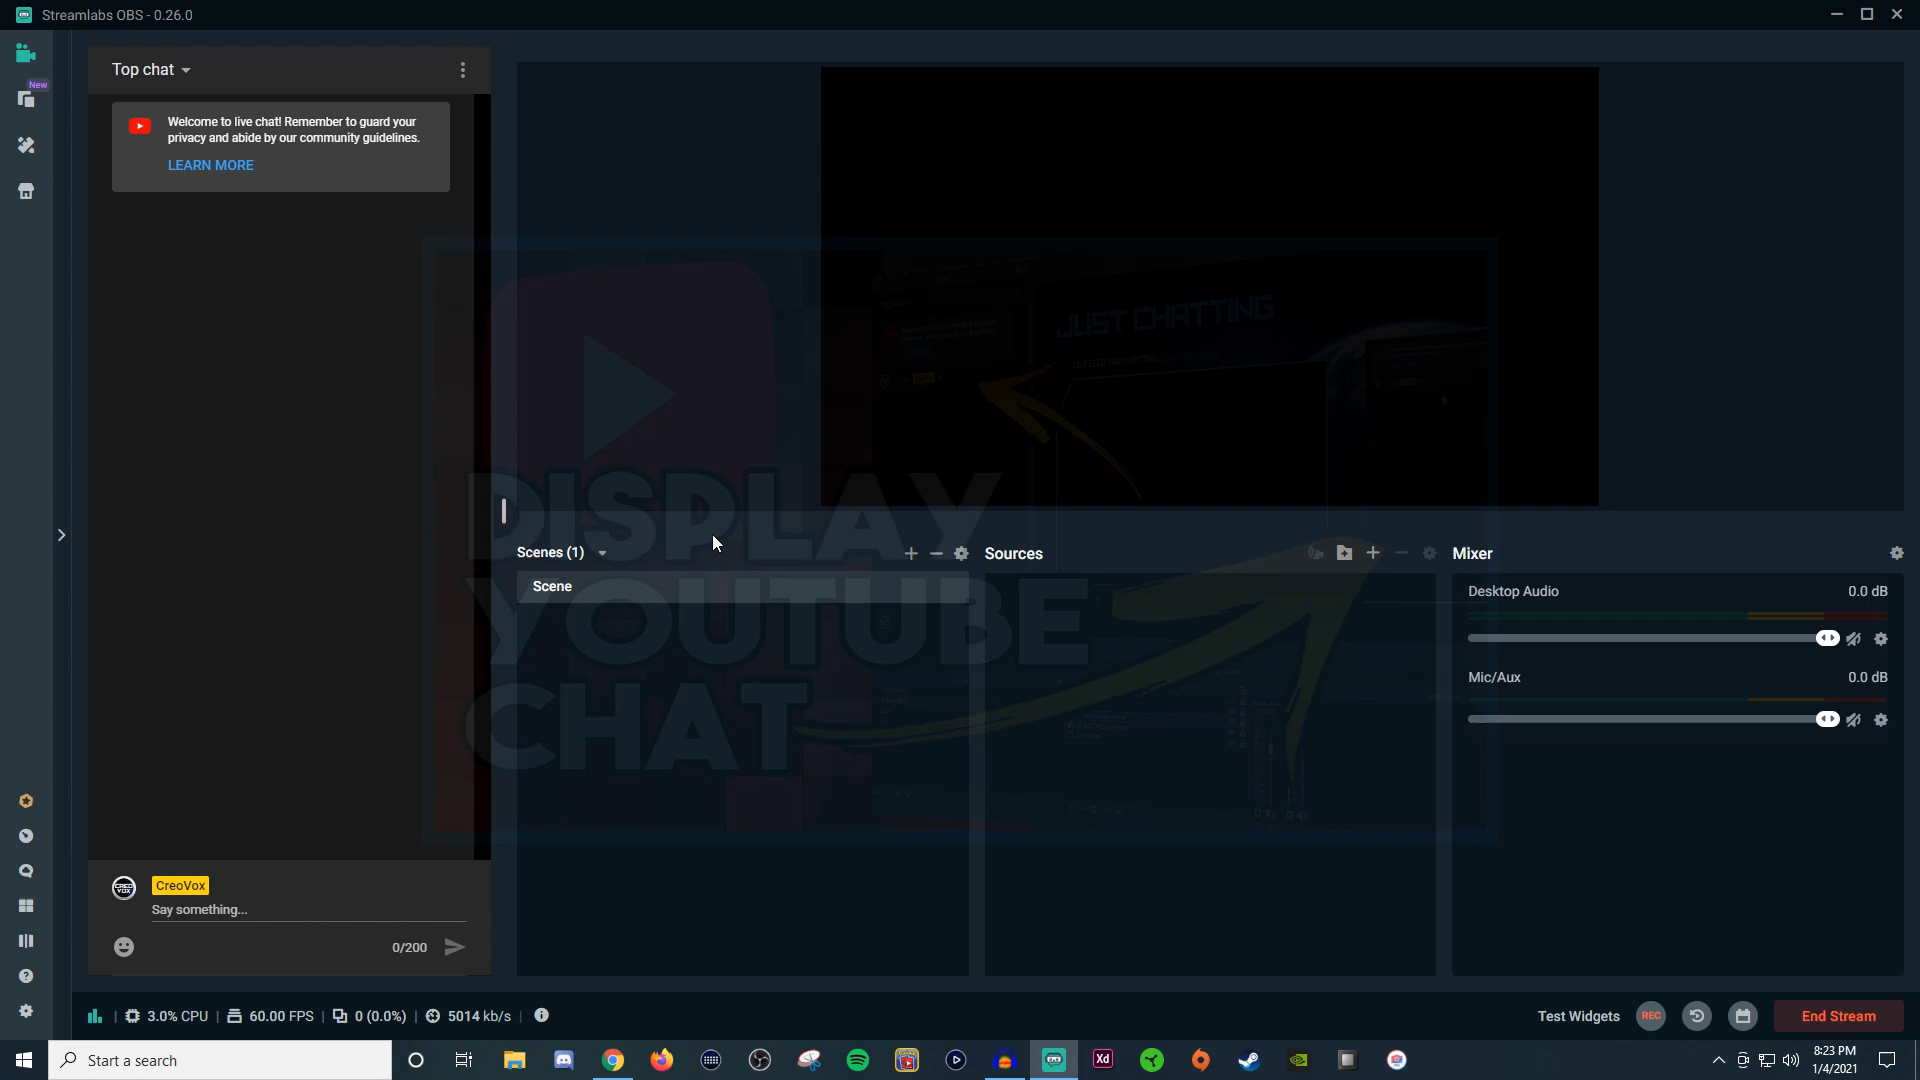 Streamlabs OBS - 0.26.0
New
Top chat
Welcome to live chat! Remember to guard your
privacy and abide by our community guidelines.
LEARN MORE
JUST CHATTING
DISPLAY
YOUTUBE
CHAT
Scenes (1)
Scene
Sources
Mixer
Desktop Audio
0.0 dB
Mic/Aux
0.0 dB
CREO
VOX
CreoVox
Say something...
0/200
3.0% CPU
60.00 FPS
0 (0.0%)
5014 kb/s
Test Widgets
REC
End Stream
Start a search
Xd
8:23 PM
1/4/2021